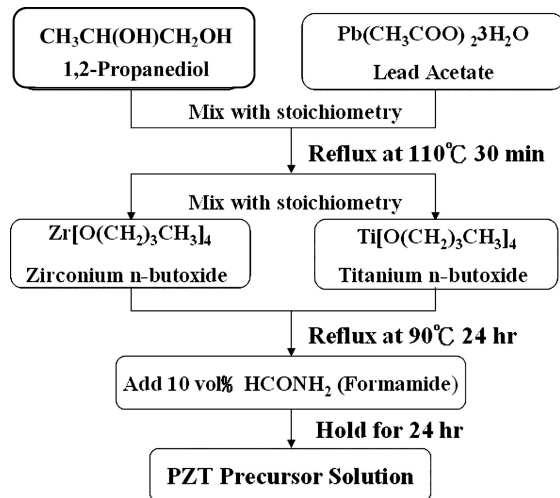 CH₃CH(OH)CH₂OH
1,2-Propanediol
Pb(CH₃COO) ₂3H₂O
Lead Acetate
Mix with stoichiometry
Reflux at 110℃ 30 min
Mix with stoichiometry
Zr[O(CH₂)₃CH₃]₄
Zirconium n-butoxide
Ti[O(CH₂)₃CH₃]₄
Titanium n-butoxide
Reflux at 90℃ 24 hr
Add 10 vol% HCONH₂ (Formamide)
Hold for 24 hr
PZT Precursor Solution